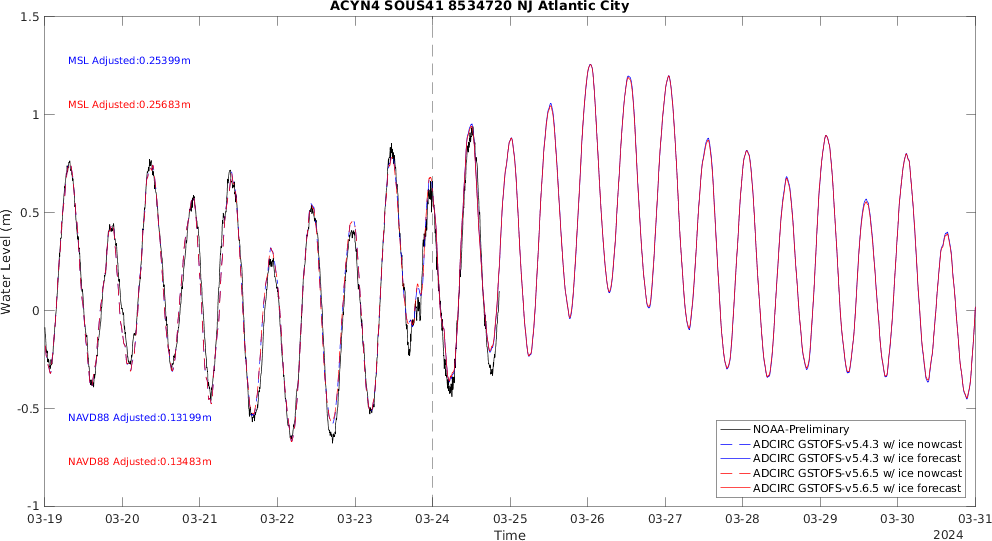 ACYN4 SOUS41 8534720 NJ Atlantic City
1.5
1
0.5
0
-0.5
-1
Water Level (m)
MSL Adjusted:0.25399m
MSL Adjusted:0.25683m
NAVD88 Adjusted:0.13199m
NAVD88 Adjusted:0.13483m
NOAA-Preliminary
ADCIRC GSTOFS-v5.4.3 w/ ice nowcast
ADCIRC GSTOFS-v5.4.3 w/ ice forecast
ADCIRC GSTOFS-v5.6.5 w/ ice nowcast
ADCIRC GSTOFS-v5.6.5 w/ ice forecast
03-19 03-20 03-21 03-22 03-23 03-24 03-25 03-26 03-27 03-28 03-29 03-30 03-31
Time
2024